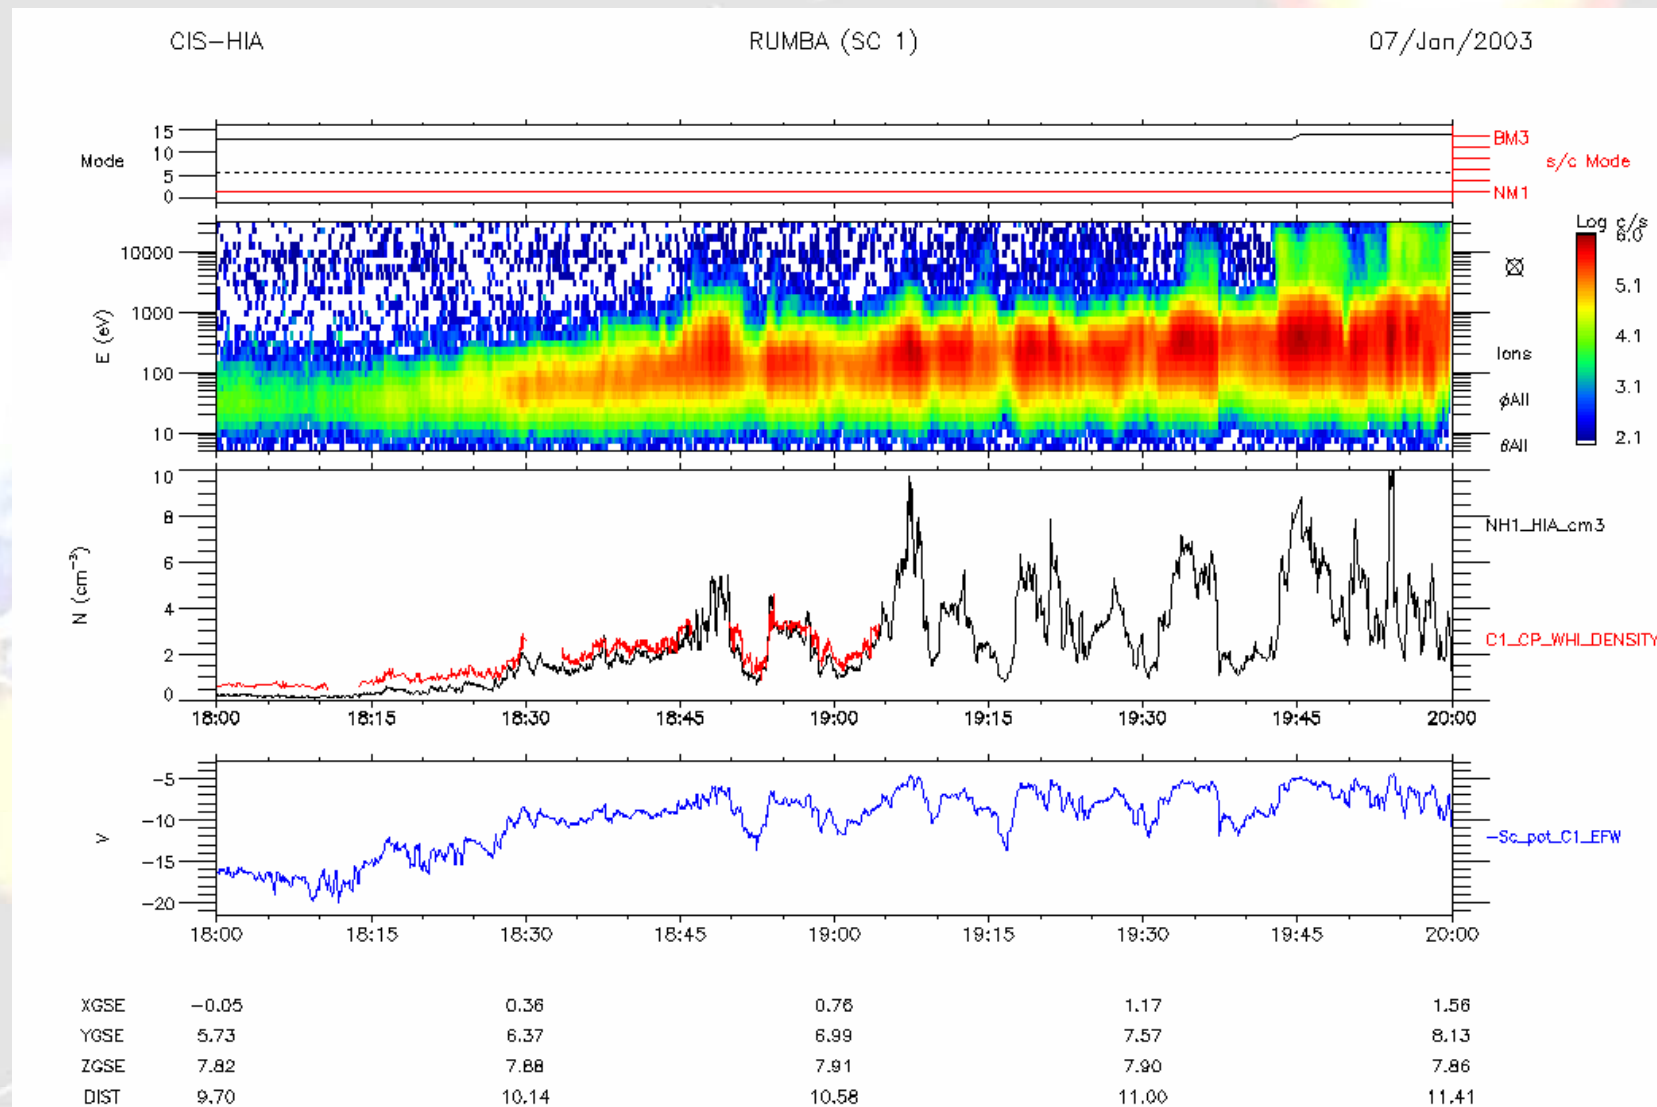 CIS-HIA RUMBA (SC 1) 07/Jan/2003
Mode
15
10
5
0
BM3
NM1
s/c Mode
E (eV)
10000
1000
100
10
Ions
ϕAll
θAll
Log c/s
6.0
5.1
4.1
3.1
2.1
N (cm⁻³)
10
8
6
4
2
0
NH1_HIA_cm3
C1_CP_WHI_DENSITY
18:00 18:15 18:30 18:45 19:00 19:15 19:30 19:45 20:00
V
-5
-10
-15
-20
-Sc_pot_C1_EFW
18:00 18:15 18:30 18:45 19:00 19:15 19:30 19:45 20:00
XGSE -0.05 0.36 0.76 1.17 1.56
YGSE 5.73 6.37 6.99 7.57 8.13
ZGSE 7.82 7.88 7.91 7.90 7.86
DIST 9.70 10.14 10.58 11.00 11.41